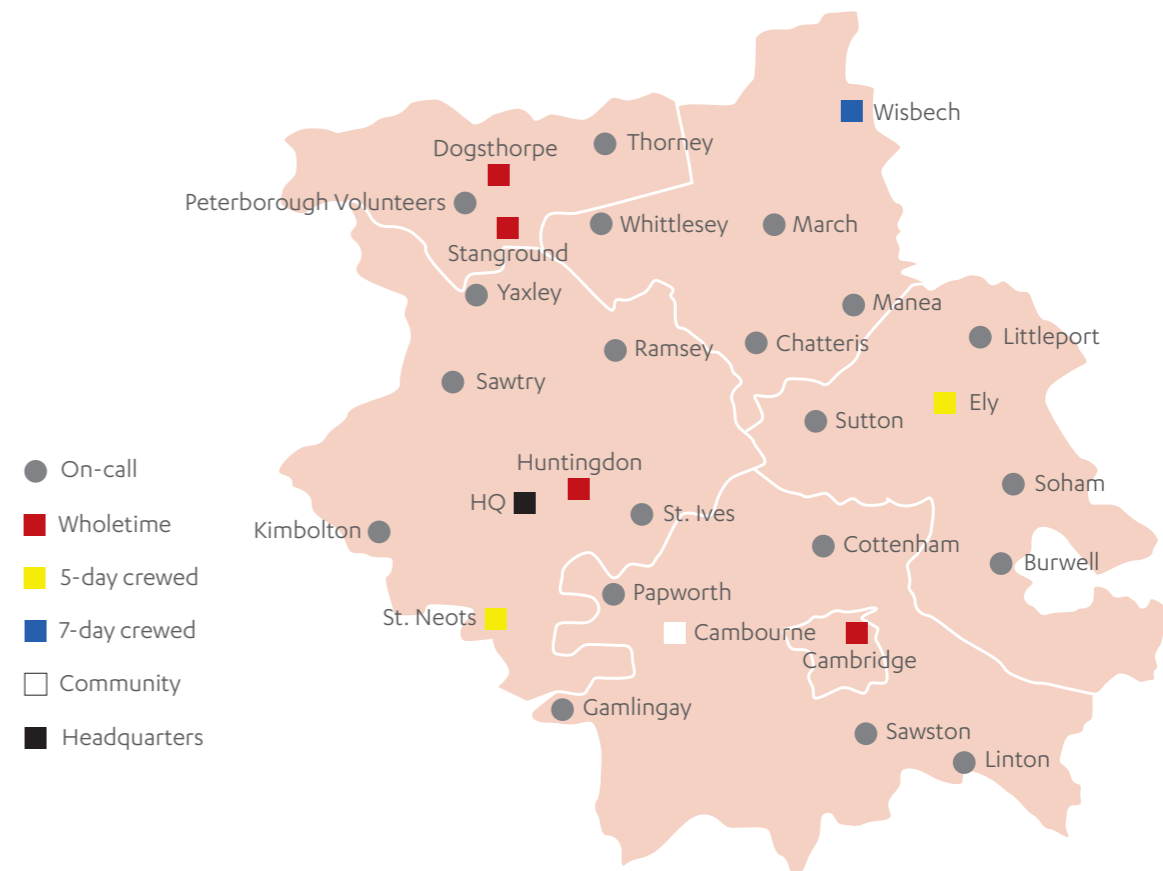 Wisbech
Thorney
Dogsthorpe
Peterborough Volunteers
Whittlesey
March
Stanground
Yaxley
Manea
Littleport
Chatteris
Ramsey
Sawtry
Ely
Sutton
Huntingdon
HQ
Soham
St. Ives
Kimbolton
Cottenham
Burwell
Papworth
St. Neots
Cambourne
Cambridge
Gamlingay
Sawston
Linton
On-call
Wholetime
5-day crewed
7-day crewed
Community
Headquarters